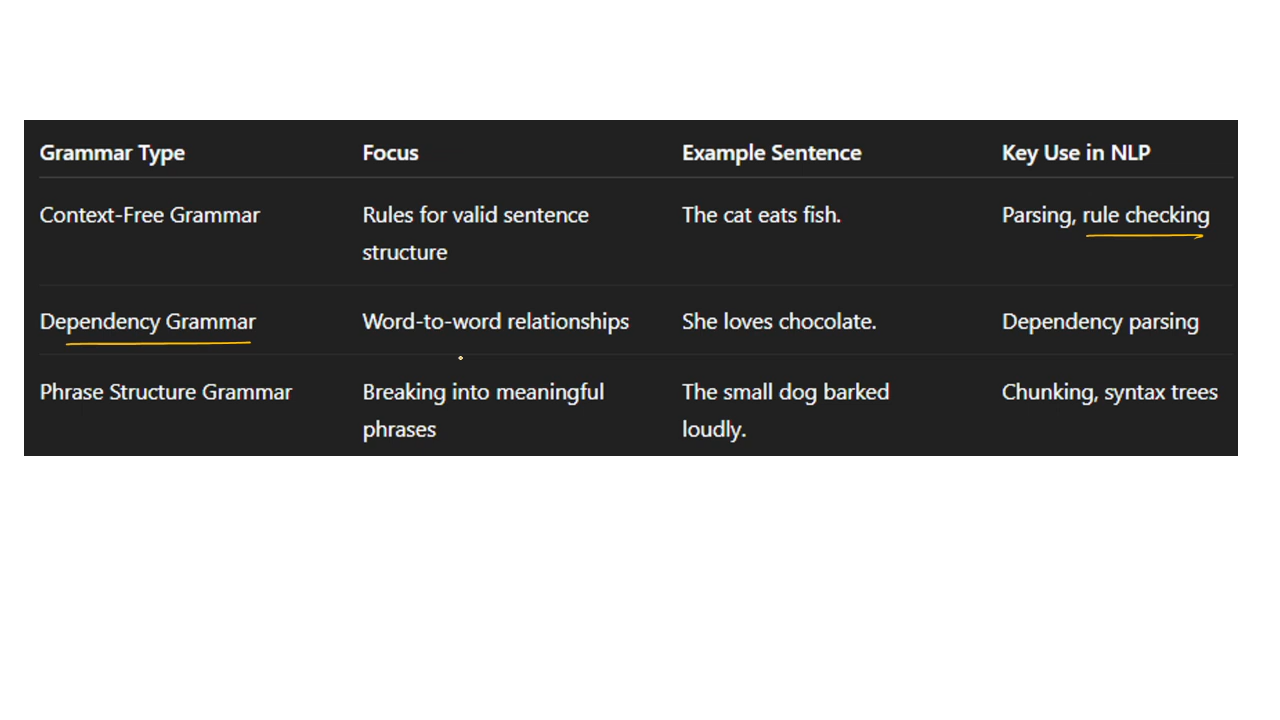 Grammar Type Focus Example Sentence Key Use in NLP
Context-Free Grammar Rules for valid sentence The cat eats fish. Parsing, rule checking
structure
Dependency Grammar Word-to-word relationships She loves chocolate. Dependency parsing
Phrase Structure Grammar Breaking into meaningful The small dog barked Chunking, syntax trees
phrases loudly.